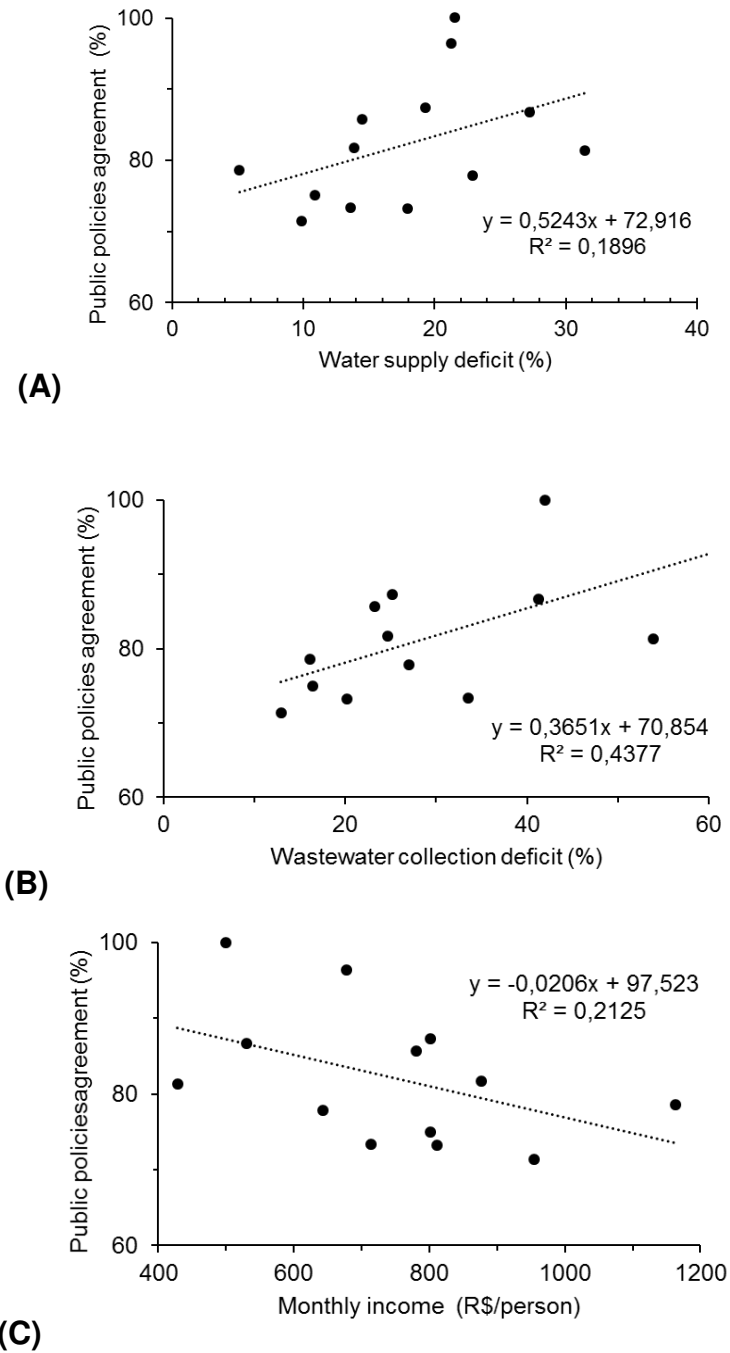 100
80
60
Public policies agreement (%)
y = 0,5243x + 72,916
R² = 0,1896
0 10 20 30 40
Water supply deficit (%)
(A)
100
80
60
Public policies agreement (%)
y = 0,3651x + 70,854
R² = 0,4377
0 20 40 60
Wastewater collection deficit (%)
(B)
100
80
60
Public policiesagreement (%)
y = -0,0206x + 97,523
R² = 0,2125
400 600 800 1000 1200
Monthly income (R$/person)
(C)